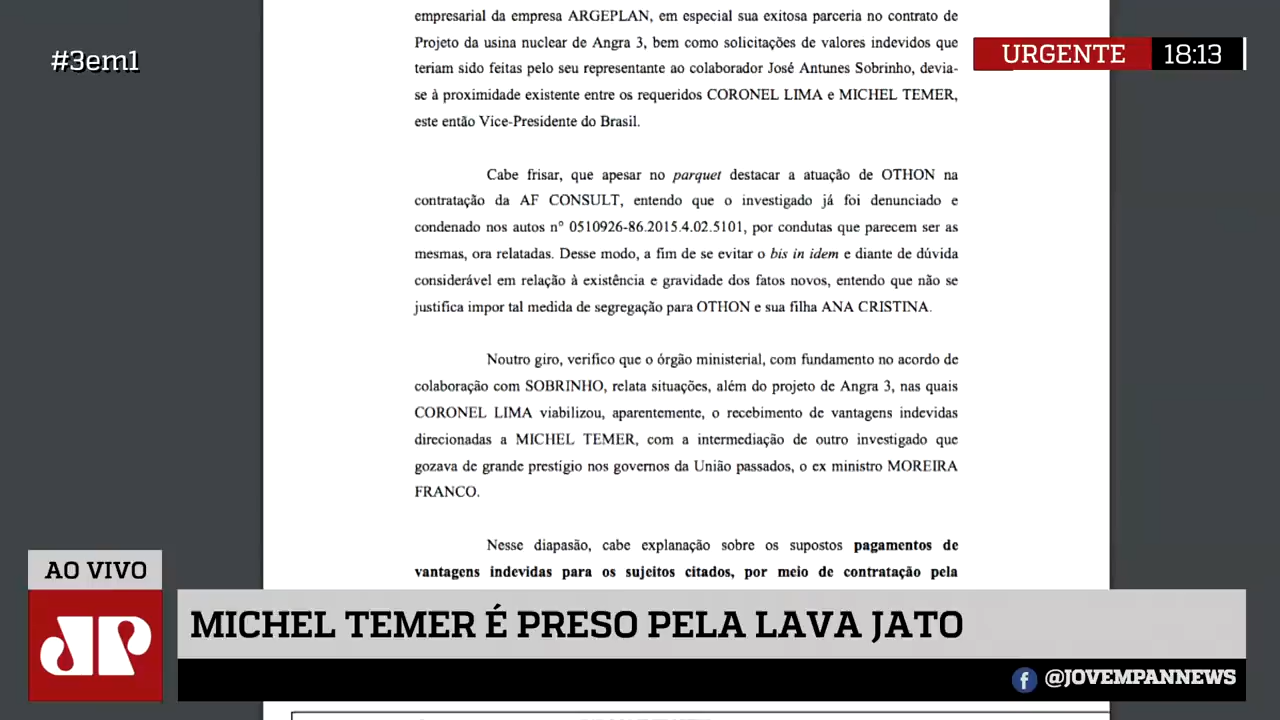 empresarial da empresa ARGEPLAN, em especial sua exitosa parceria no contrato de
#3em1
URGENTE 18:13
Projeto da usina nuclear de Angra 3, bem como solicitações de valores indevidos que
teriam sido feitas pelo seu representante ao colaborador José Antunes Sobrinho, devia-
se à proximidade existente entre os requeridos CORONEL LIMA e MICHEL TEMER,
este então Vice-Presidente do Brasil.
Cabe frisar, que apesar no parquet destacar a atuação de OTHON na
contratação da AF CONSULT, entendo que o investigado já foi denunciado e
condenado nos autos nº 0510926-86.2015.4.02.5101, por condutas que parecem ser as
mesmas, ora relatadas. Desse modo, a fim de se evitar o bis in idem e diante de dúvida
considerável em relação à existência e gravidade dos fatos novos, entendo que não se
justifica impor tal medida de segregação para OTHON e sua filha ANA CRISTINA.
Noutro giro, verifico que o órgão ministerial, com fundamento no acordo de
colaboração com SOBRINHO, relata situações, além do projeto de Angra 3, nas quais
CORONEL LIMA viabilizou, aparentemente, o recebimento de vantagens indevidas
direcionadas a MICHEL TEMER, com a intermediação de outro investigado que
gozava de grande prestígio nos governos da União passados, o ex ministro MOREIRA
FRANCO.
Nesse diapasão, cabe explanação sobre os supostos pagamentos de
vantagens indevidas para os sujeitos citados, por meio de contratação pela
AO VIVO
JP
MICHEL TEMER É PRESO PELA LAVA JATO
@JOVEMPANNEWS